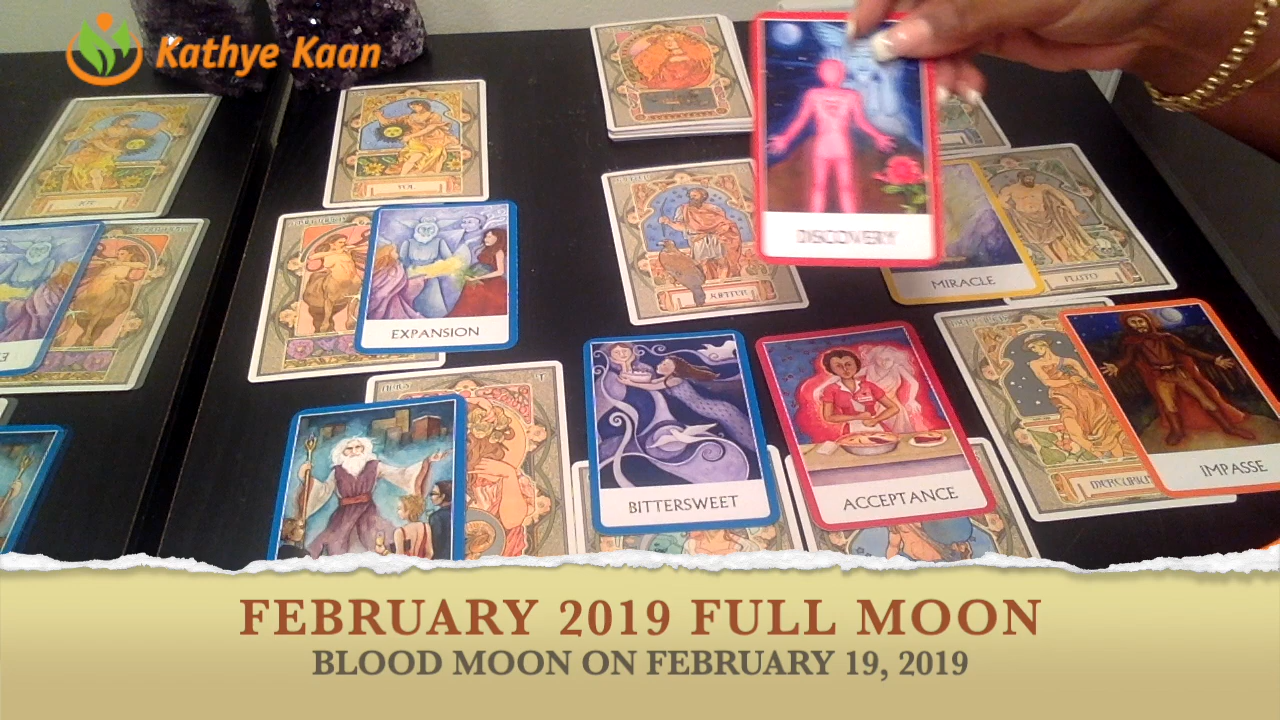 Kathye Kaan
SOL
EXPANSION
DISCOVERY
MIRACLE
PLUTO
BITTERSWEET
ACCEPTANCE
IMPASSE
FEBRUARY 2019 FULL MOON
BLOOD MOON ON FEBRUARY 19, 2019